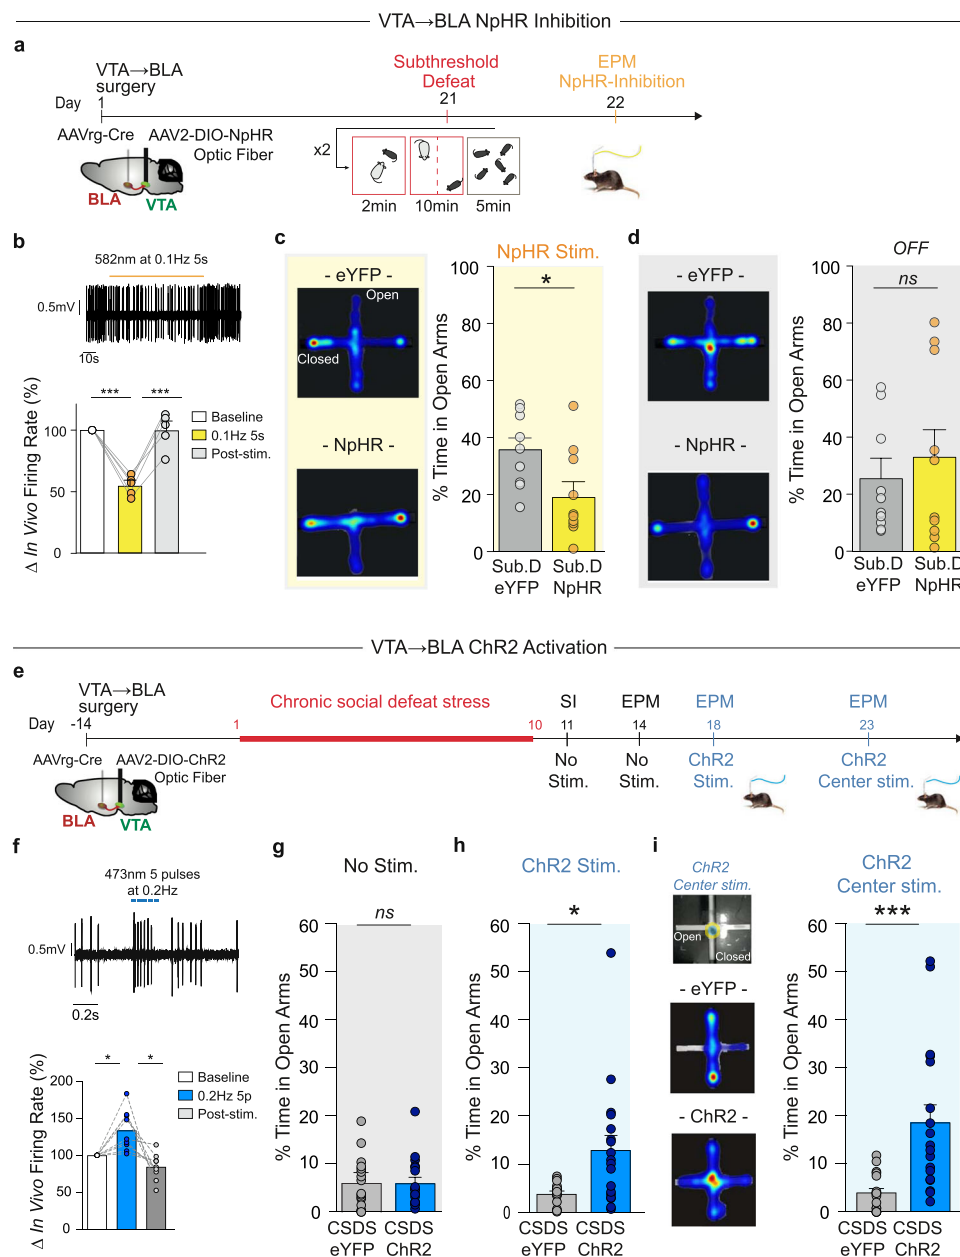 VTA→BLA NpHR Inhibition
a
VTA→BLA
surgery
Subthreshold
Defeat
EPM
NpHR-Inhibition
Day
1
21
22
AAVrg-Cre
AAV2-DIO-NpHR
Optic Fiber
x2
BLA
VTA
2min
10min
5min
b
582nm at 0.1Hz 5s
0.5mV
10s
*** ***
Δ In Vivo Firing Rate (%)
100
50
0
Baseline
0.1Hz 5s
Post-stim.
c
NpHR Stim.
- eYFP -
Open
Closed
- NpHR -
% Time in Open Arms
100
80
60
40
20
0
*
Sub.D Sub.D
eYFP NpHR
d
OFF
- eYFP -
- NpHR -
% Time in Open Arms
100
80
60
40
20
0
ns
Sub.D Sub.D
eYFP NpHR
VTA→BLA ChR2 Activation
e
VTA→BLA
surgery
Chronic social defeat stress
SI
EPM
EPM
EPM
Day
-14
1
10
11
14
18
23
AAVrg-Cre
AAV2-DIO-ChR2
Optic Fiber
No
Stim.
No
Stim.
ChR2
Stim.
ChR2
Center stim.
BLA
VTA
f
473nm 5 pulses
at 0.2Hz
0.5mV
0.2s
Δ In Vivo Firing Rate (%)
200
150
100
50
0
* *
Baseline
0.2Hz 5p
Post-stim.
g
No Stim.
% Time in Open Arms
60
50
40
30
20
10
0
ns
CSDS CSDS
eYFP ChR2
h
ChR2 Stim.
% Time in Open Arms
60
50
40
30
20
10
0
*
CSDS CSDS
eYFP ChR2
i
ChR2
Center stim.
Open
Closed
- eYFP -
- ChR2 -
ChR2
Center stim.
% Time in Open Arms
60
50
40
30
20
10
0
***
CSDS CSDS
eYFP ChR2